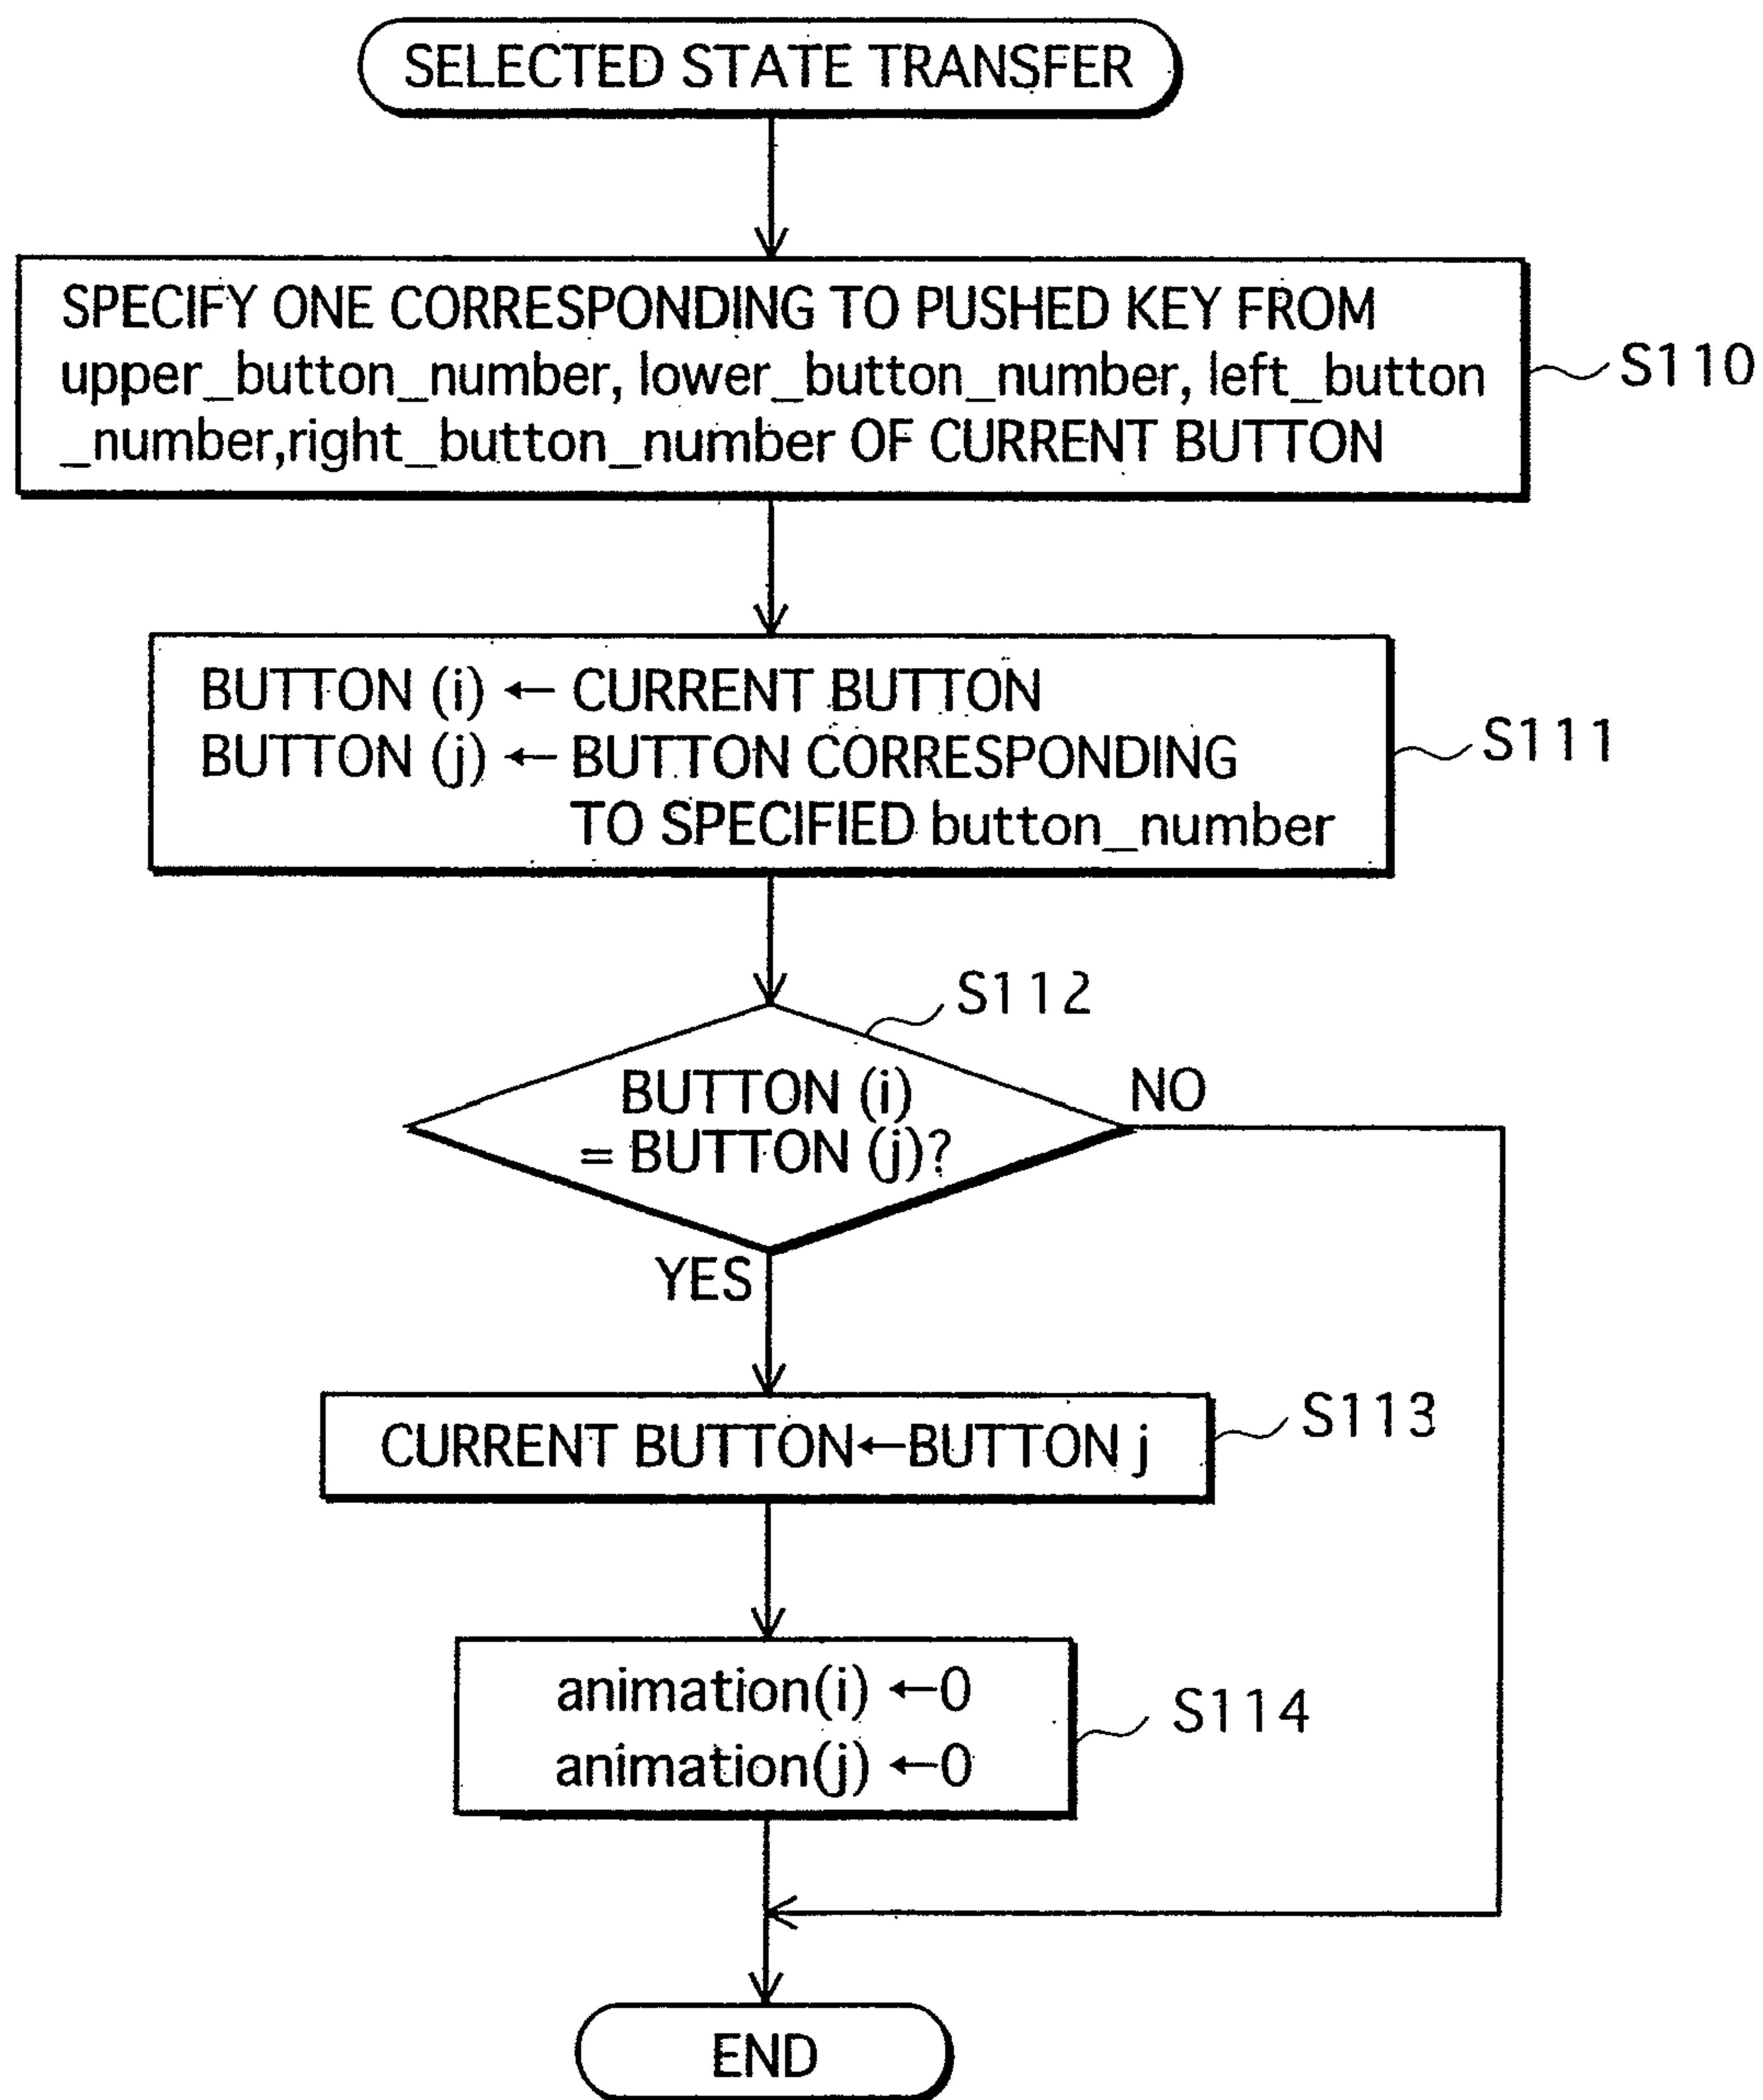 SELECTED STATE TRANSFER
SPECIFY ONE CORRESPONDING TO PUSHED KEY FROM
upper_button_number, lower_button_number, left_button
_number,right_button_number OF CURRENT BUTTON
S110
BUTTON (i) ← CURRENT BUTTON
BUTTON (j) ← BUTTON CORRESPONDING
TO SPECIFIED button_number
S111
S112
BUTTON (i)
= BUTTON (j)?
NO
YES
CURRENT BUTTON←BUTTON j
S113
animation(i) ←0
animation(j) ←0
S114
END